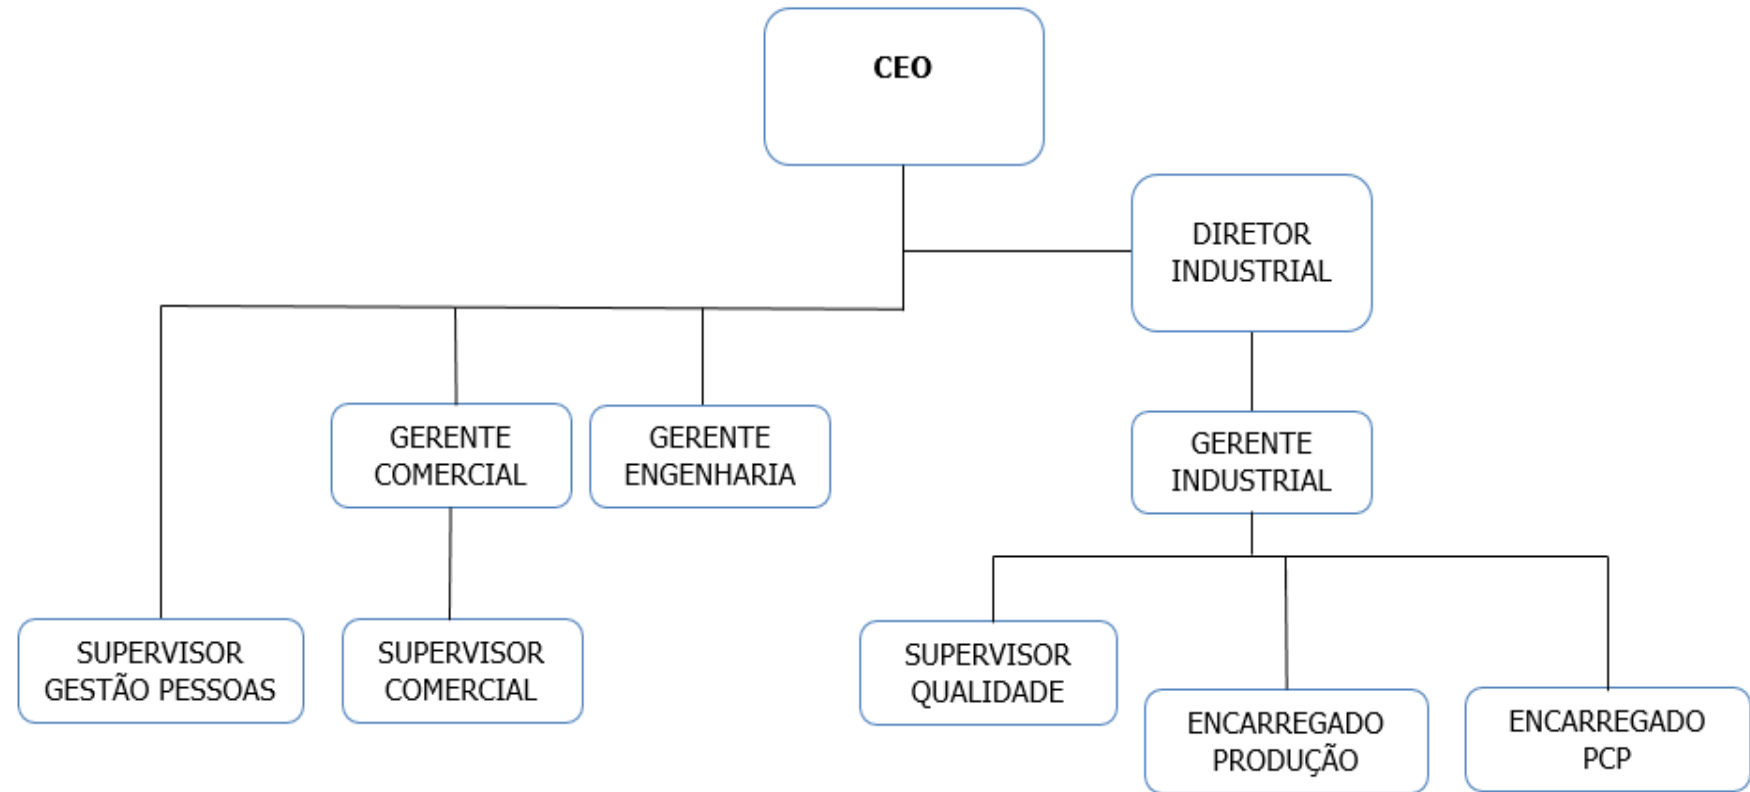 CEO
DIRETOR
INDUSTRIAL
GERENTE
COMERCIAL
GERENTE
ENGENHARIA
GERENTE
INDUSTRIAL
SUPERVISOR
GESTÃO PESSOAS
SUPERVISOR
COMERCIAL
SUPERVISOR
QUALIDADE
ENCARREGADO
PRODUÇÃO
ENCARREGADO
PCP